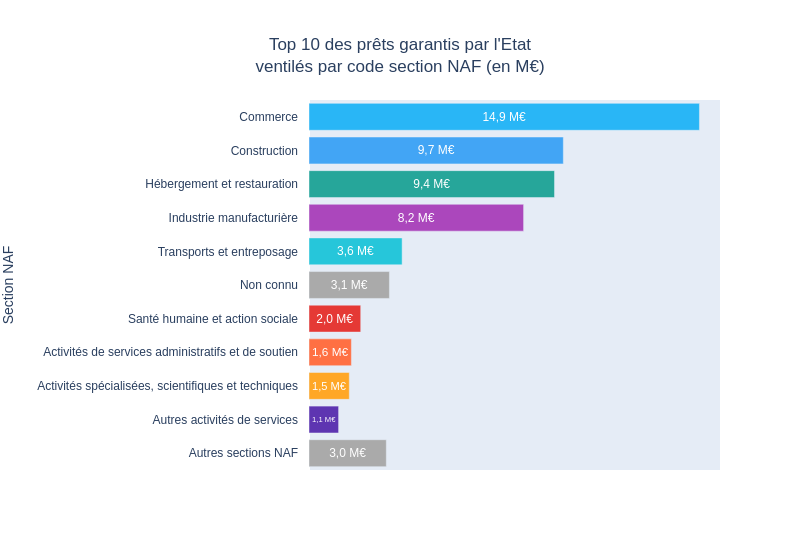 Top 10 des prêts garantis par l'Etat
ventilés par code section NAF (en M€)
Section NAF
Commerce 14,9 M€
Construction 9,7 M€
Hébergement et restauration 9,4 M€
Industrie manufacturière 8,2 M€
Transports et entreposage 3,6 M€
Non connu 3,1 M€
Santé humaine et action sociale 2,0 M€
Activités de services administratifs et de soutien 1,6 M€
Activités spécialisées, scientifiques et techniques 1,5 M€
Autres activités de services 1,1 M€
Autres sections NAF 3,0 M€